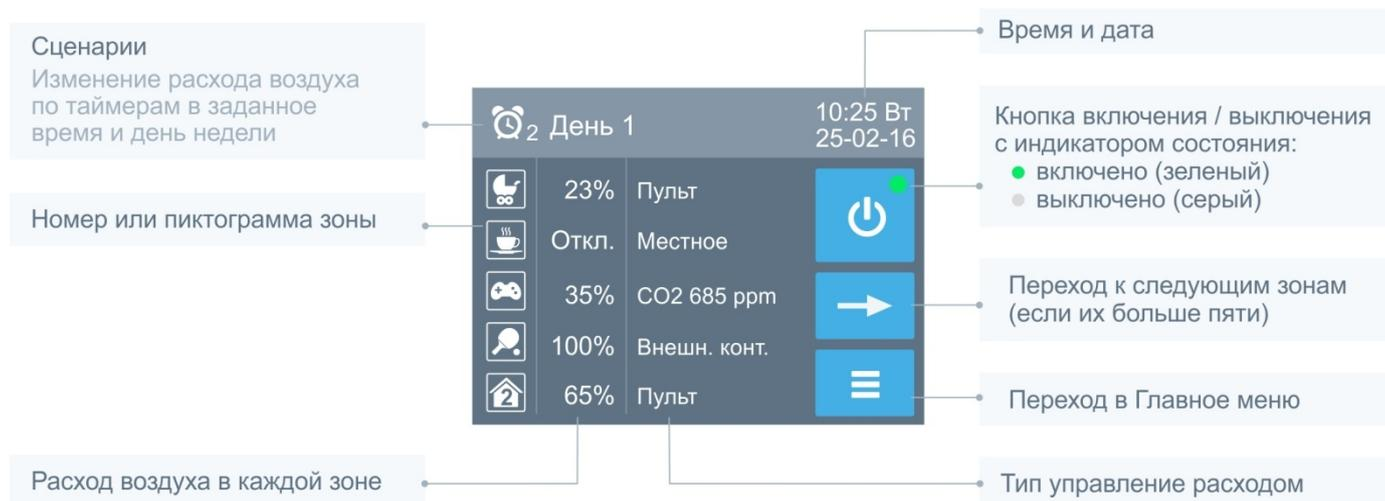 Сценарии
Изменение расхода воздуха
по таймерам в заданное
время и день недели
Номер или пиктограмма зоны
Расход воздуха в каждой зоне
2 День 1
10:25 Вт
25-02-16
23% Пульт
Откл. Местное
35% CO2 685 ppm
100% Внешн. конт.
2 65% Пульт
Время и дата
Кнопка включения / выключения
с индикатором состояния:
включено (зеленый)
выключено (серый)
Переход к следующим зонам
(если их больше пяти)
Переход в Главное меню
Тип управление расходом